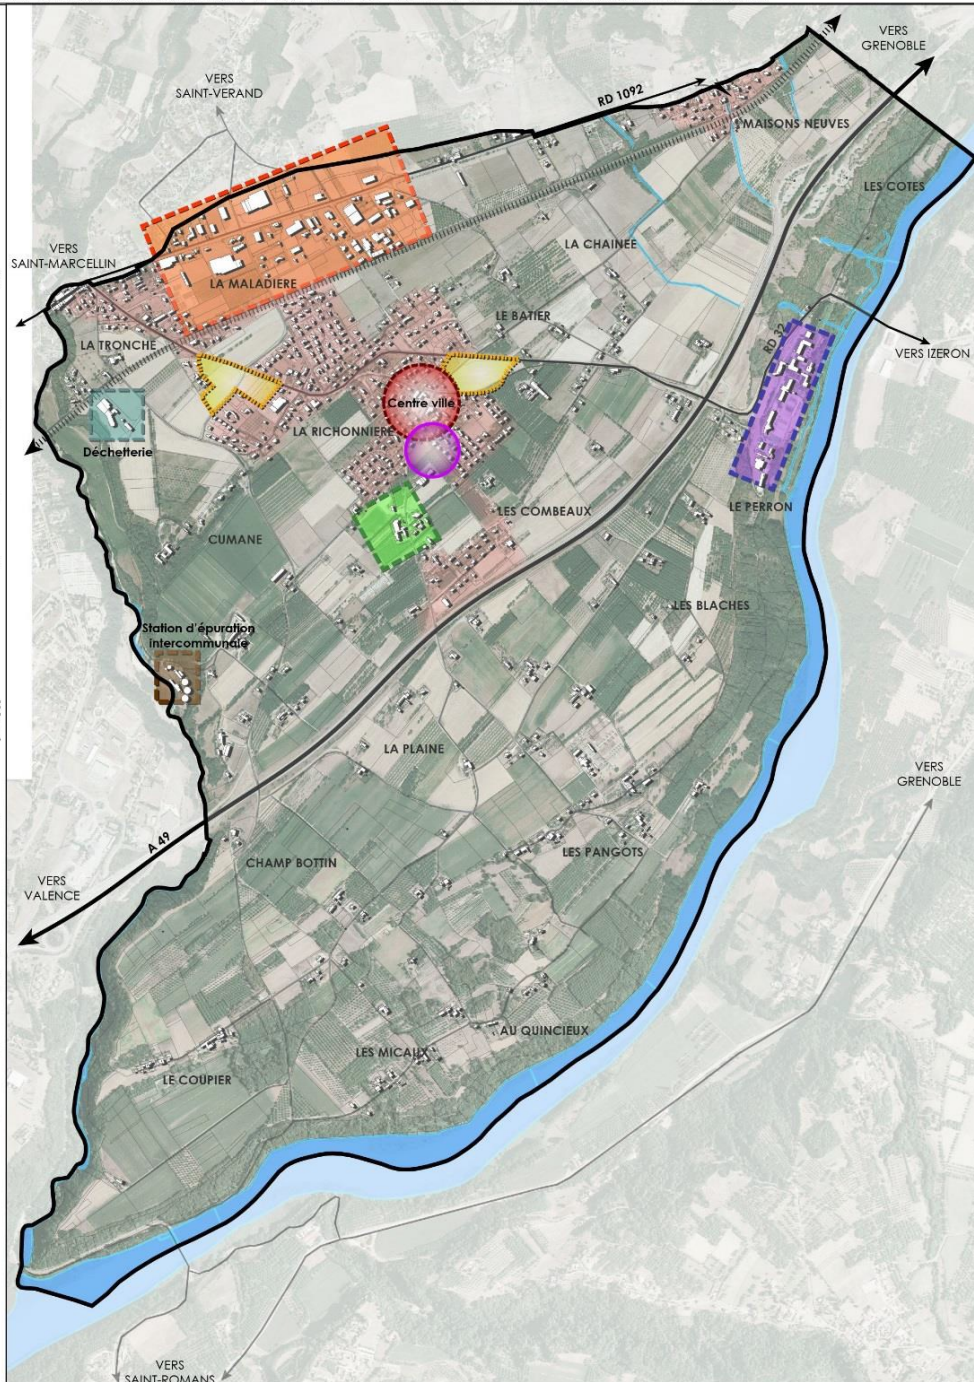 VERS
GRENOBLE
VERS
SAINT-VERAND
RD 1092
MAISONS NEUVES
LES COTES
LA CHAINEE
VERS
SAINT-MARCELLIN
LA MALADIERE
LE BATIER
LA TRONCHE
RD 32
VERS IZERON
Centre ville
LA RICHONNIERE
Déchetterie
LE PERRON
LES COMBEAUX
CUMANE
LES BLACHES
Station d'épuration
intercommunale
LA PLAINE
VERS
GRENOBLE
A 49
LES PANGOTS
CHAMP BOTTIN
VERS
VALENCE
AU QUINCIEUX
LES MICAUX
LE COUPIER
VERS
SAINT-ROMANS